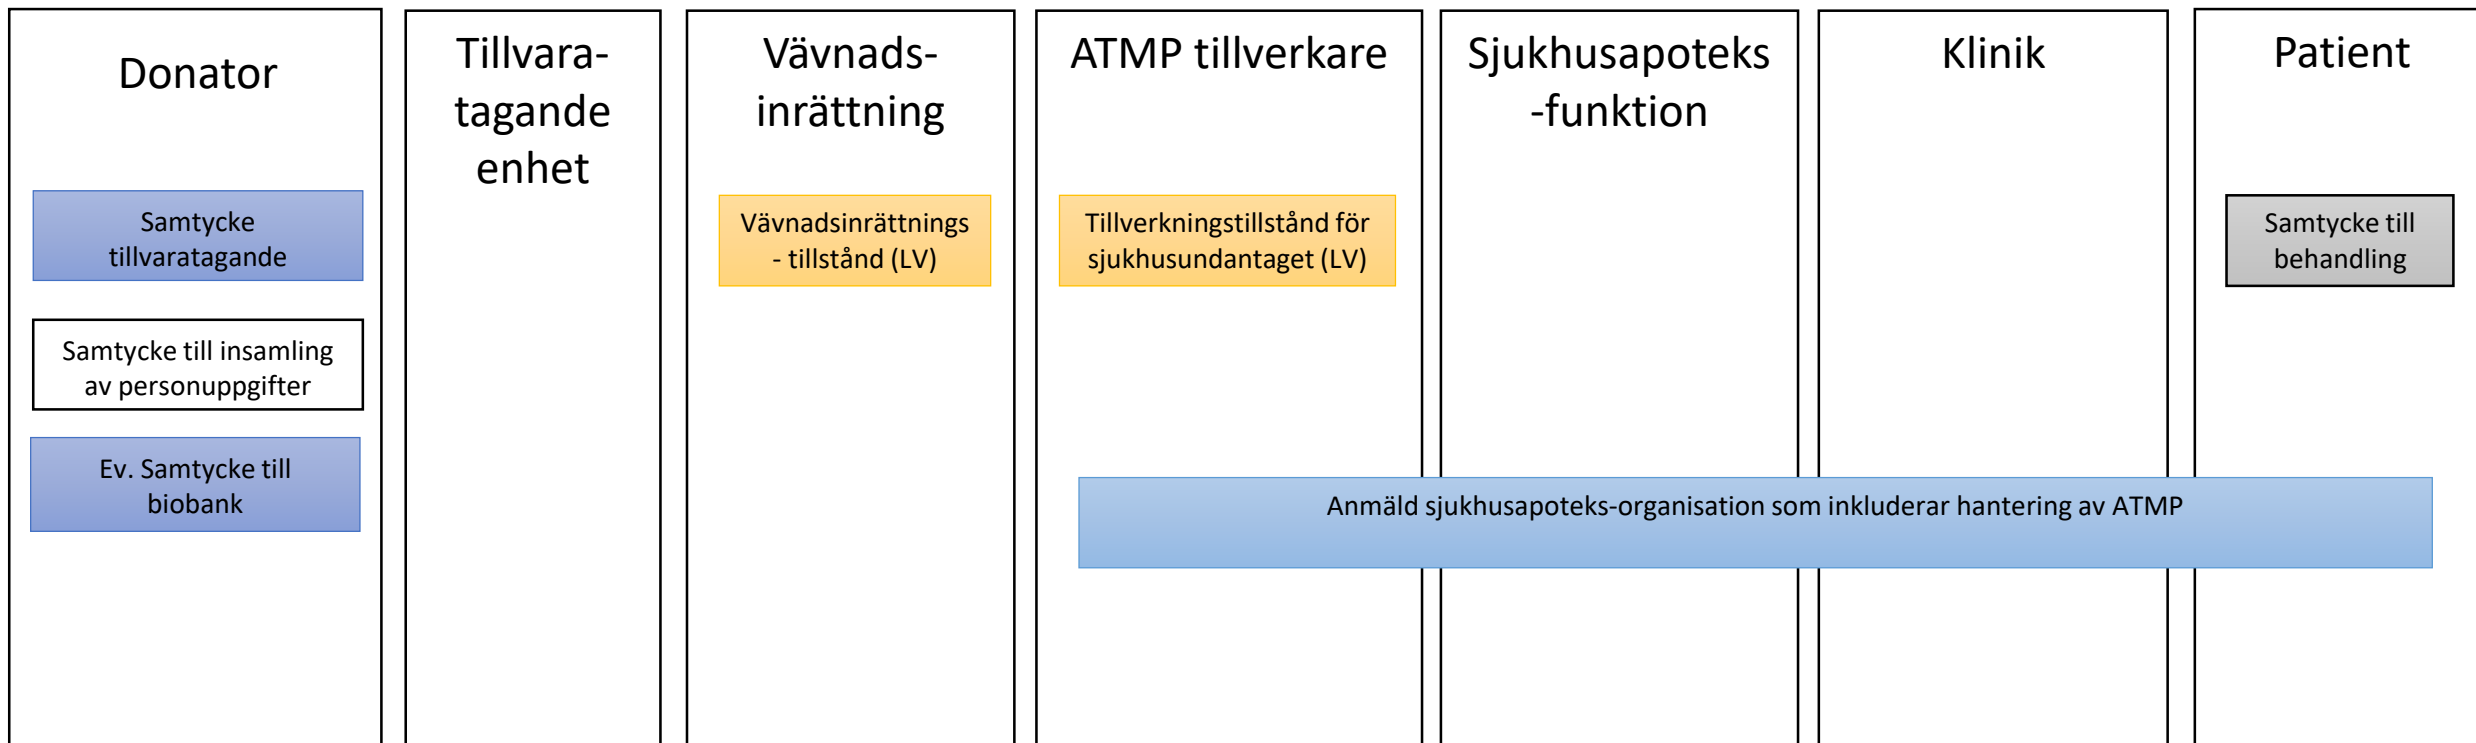 Donator
Samtycke
tillvaratagande
Samtycke till insamling
av personuppgifter
Ev. Samtycke till
biobank
Tillvara-
tagande
enhet
Vävnads-
inrättning
Vävnadsinrättnings
- tillstånd (LV)
ATMP tillverkare
Tillverkningstillstånd för
sjukhusundantaget (LV)
Sjukhusapoteks
-funktion
Klinik
Patient
Samtycke till
behandling
Anmäld sjukhusapoteks-organisation som inkluderar hantering av ATMP